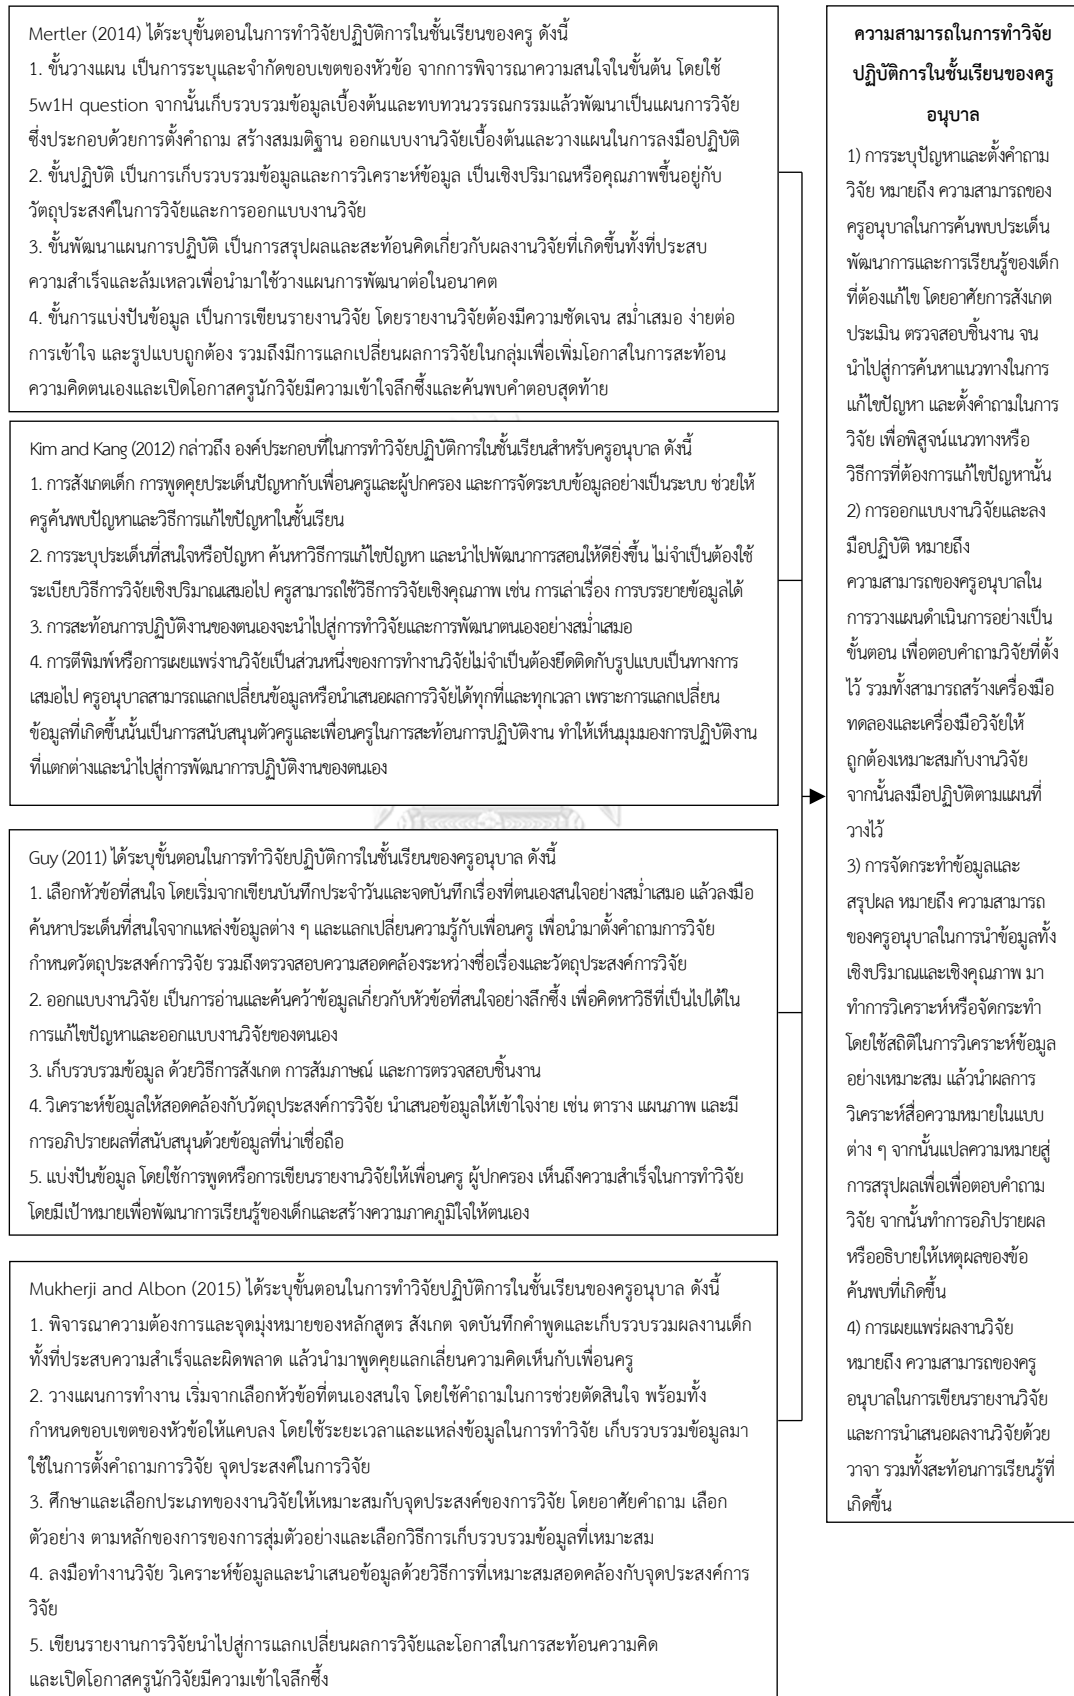 Mertler (2014) ได้ระบุขั้นตอนในการทำวิจัยปฏิบัติการในชั้นเรียนของครู ดังนี้
1. ขั้นวางแผน เป็นการระบุและจำกัดขอบเขตของหัวข้อ จากการพิจารณาความสนใจในขั้นต้น โดยใช้
5w1H question จากนั้นเก็บรวบรวมข้อมูลเบื้องต้นและทบทวนวรรณกรรมแล้วพัฒนาเป็นแผนการวิจัย
ซึ่งประกอบด้วยการตั้งคำถาม สร้างสมมติฐาน ออกแบบงานวิจัยเบื้องต้นและวางแผนในการลงมือปฏิบัติ
2. ขั้นปฏิบัติ เป็นการเก็บรวบรวมข้อมูลและการวิเคราะห์ข้อมูล เป็นเชิงปริมาณหรือคุณภาพขึ้นอยู่กับ
วัตถุประสงค์ในการวิจัยและการออกแบบงานวิจัย
3. ขั้นพัฒนาแผนการปฏิบัติ เป็นการสรุปผลและสะท้อนคิดเกี่ยวกับผลงานวิจัยที่เกิดขึ้นทั้งที่ประสบ
ความสำเร็จและล้มเหลวเพื่อนำมาใช้วางแผนการพัฒนาต่อในอนาคต
4. ขั้นการแบ่งปันข้อมูล เป็นการเขียนรายงานวิจัย โดยรายงานวิจัยต้องมีความชัดเจน สม่ำเสมอ ง่ายต่อ
การเข้าใจ และรูปแบบถูกต้อง รวมถึงมีการแลกเปลี่ยนผลการวิจัยในกลุ่มเพื่อเพิ่มโอกาสในการสะท้อน
ความคิดตนเองและเปิดโอกาสครูนักวิจัยมีความเข้าใจลึกซึ้งและค้นพบคำตอบสุดท้าย
Kim and Kang (2012) กล่าวถึง องค์ประกอบที่ในการทำวิจัยปฏิบัติการในชั้นเรียนสำหรับครูอนุบาล ดังนี้
1. การสังเกตเด็ก การพูดคุยประเด็นปัญหากับเพื่อนครูและผู้ปกครอง และการจัดระบบข้อมูลอย่างเป็นระบบ ช่วยให้
ครูค้นพบปัญหาและวิธีการแก้ไขปัญหาในชั้นเรียน
2. การระบุประเด็นที่สนใจหรือปัญหา ค้นหาวิธีการแก้ไขปัญหา และนำไปพัฒนาการสอนให้ดียิ่งขึ้น ไม่จำเป็นต้องใช้
ระเบียบวิธีการวิจัยเชิงปริมาณเสมอไป ครูสามารถใช้วิธีการวิจัยเชิงคุณภาพ เช่น การเล่าเรื่อง การบรรยายข้อมูลได้
3. การสะท้อนการปฏิบัติงานของตนเองจะนำไปสู่การทำวิจัยและการพัฒนาตนเองอย่างสม่ำเสมอ
4. การตีพิมพ์หรือการเผยแพร่งานวิจัยเป็นส่วนหนึ่งของการทำงานวิจัยไม่จำเป็นต้องยึดติดกับรูปแบบเป็นทางการ
เสมอไป ครูอนุบาลสามารถแลกเปลี่ยนข้อมูลหรือนำเสนอผลการวิจัยได้ทุกที่และทุกเวลา เพราะการแลกเปลี่ยน
ข้อมูลที่เกิดขึ้นนั้นเป็นการสนับสนุนตัวครูและเพื่อนครูในการสะท้อนการปฏิบัติงาน ทำให้เห็นมุมมองการปฏิบัติงาน
ที่แตกต่างและนำไปสู่การพัฒนาการปฏิบัติงานของตนเอง
Guy (2011) ได้ระบุขั้นตอนในการทำวิจัยปฏิบัติการในชั้นเรียนของครูอนุบาล ดังนี้
1. เลือกหัวข้อที่สนใจ โดยเริ่มจากเขียนบันทึกประจำวันและจดบันทึกเรื่องที่ตนเองสนใจอย่างสม่ำเสมอ แล้วลงมือ
ค้นหาประเด็นที่สนใจจากแหล่งข้อมูลต่าง ๆ และแลกเปลี่ยนความรู้กับเพื่อนครู เพื่อนำมาตั้งคำถามการวิจัย
กำหนดวัตถุประสงค์การวิจัย รวมถึงตรวจสอบความสอดคล้องระหว่างชื่อเรื่องและวัตถุประสงค์การวิจัย
2. ออกแบบงานวิจัย เป็นการอ่านและค้นคว้าข้อมูลเกี่ยวกับหัวข้อที่สนใจอย่างลึกซึ้ง เพื่อคิดหาวิธีที่เป็นไปได้ใน
การแก้ไขปัญหาและออกแบบงานวิจัยของตนเอง
3. เก็บรวบรวมข้อมูล ด้วยวิธีการสังเกต การสัมภาษณ์ และการตรวจสอบชิ้นงาน
4. วิเคราะห์ข้อมูลให้สอดคล้องกับวัตถุประสงค์การวิจัย นำเสนอข้อมูลให้เข้าใจง่าย เช่น ตาราง แผนภาพ และมี
การอภิปรายผลที่สนับสนุนด้วยข้อมูลที่น่าเชื่อถือ
5. แบ่งปันข้อมูล โดยใช้การพูดหรือการเขียนรายงานวิจัยให้เพื่อนครู ผู้ปกครอง เห็นถึงความสำเร็จในการทำวิจัย
โดยมีเป้าหมายเพื่อพัฒนาการเรียนรู้ของเด็กและสร้างความภาคภูมิใจให้ตนเอง
Mukherji and Albon (2015) ได้ระบุขั้นตอนในการทำวิจัยปฏิบัติการในชั้นเรียนของครูอนุบาล ดังนี้
1. พิจารณาความต้องการและจุดมุ่งหมายของหลักสูตร สังเกต จดบันทึกคำพูดและเก็บรวบรวมผลงานเด็ก
ทั้งที่ประสบความสำเร็จและผิดพลาด แล้วนำมาพูดคุยแลกเลี่ยนความคิดเห็นกับเพื่อนครู
2. วางแผนการทำงาน เริ่มจากเลือกหัวข้อที่ตนเองสนใจ โดยใช้คำถามในการช่วยตัดสินใจ พร้อมทั้ง
กำหนดขอบเขตของหัวข้อให้แคบลง โดยใช้ระยะเวลาและแหล่งข้อมูลในการทำวิจัย เก็บรวบรวมข้อมูลมา
ใช้ในการตั้งคำถามการวิจัย จุดประสงค์ในการวิจัย
3. ศึกษาและเลือกประเภทของงานวิจัยให้เหมาะสมกับจุดประสงค์ของการวิจัย โดยอาศัยคำถาม เลือก
ตัวอย่าง ตามหลักของการของการสุ่มตัวอย่างและเลือกวิธีการเก็บรวบรวมข้อมูลที่เหมาะสม
4. ลงมือทำงานวิจัย วิเคราะห์ข้อมูลและนำเสนอข้อมูลด้วยวิธีการที่เหมาะสมสอดคล้องกับจุดประสงค์การ
วิจัย
5. เขียนรายงานการวิจัยนำไปสู่การแลกเปลี่ยนผลการวิจัยและโอกาสในการสะท้อนความคิด
และเปิดโอกาสครูนักวิจัยมีความเข้าใจลึกซึ้ง
ความสามารถในการทำวิจัย
ปฏิบัติการในชั้นเรียนของครู
อนุบาล
1) การระบุปัญหาและตั้งคำถาม
วิจัย หมายถึง ความสามารถของ
ครูอนุบาลในการค้นพบประเด็น
พัฒนาการและการเรียนรู้ของเด็ก
ที่ต้องแก้ไข โดยอาศัยการสังเกต
ประเมิน ตรวจสอบชิ้นงาน จน
นำไปสู่การค้นหาแนวทางในการ
แก้ไขปัญหา และตั้งคำถามในการ
วิจัย เพื่อพิสูจน์แนวทางหรือ
วิธีการที่ต้องการแก้ไขปัญหานั้น
2) การออกแบบงานวิจัยและลง
มือปฏิบัติ หมายถึง
ความสามารถของครูอนุบาลใน
การวางแผนดำเนินการอย่างเป็น
ขั้นตอน เพื่อตอบคำถามวิจัยที่ตั้ง
ไว้ รวมทั้งสามารถสร้างเครื่องมือ
ทดลองและเครื่องมือวิจัยให้
ถูกต้องเหมาะสมกับงานวิจัย
จากนั้นลงมือปฏิบัติตามแผนที่
วางไว้
3) การจัดกระทำข้อมูลและ
สรุปผล หมายถึง ความสามารถ
ของครูอนุบาลในการนำข้อมูลทั้ง
เชิงปริมาณและเชิงคุณภาพ มา
ทำการวิเคราะห์หรือจัดกระทำ
โดยใช้สถิติในการวิเคราะห์ข้อมูล
อย่างเหมาะสม แล้วนำผลการ
วิเคราะห์สื่อความหมายในแบบ
ต่าง ๆ จากนั้นแปลความหมายสู่
การสรุปผลเพื่อเพื่อตอบคำถาม
วิจัย จากนั้นทำการอภิปรายผล
หรืออธิบายให้เหตุผลของข้อ
ค้นพบที่เกิดขึ้น
4) การเผยแพร่ผลงานวิจัย
หมายถึง ความสามารถของครู
อนุบาลในการเขียนรายงานวิจัย
และการนำเสนอผลงานวิจัยด้วย
วาจา รวมทั้งสะท้อนการเรียนรู้ที่
เกิดขึ้น